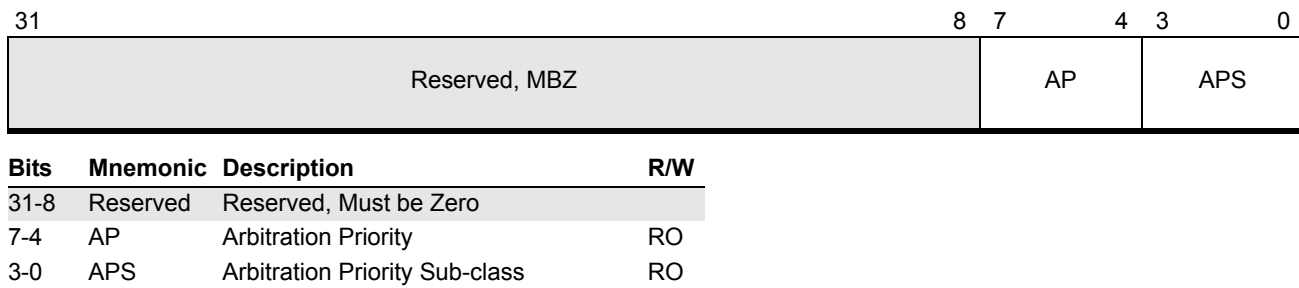 31 8 7 4 3 0
Reserved, MBZ AP APS
Bits Mnemonic Description R/W
31-8 Reserved Reserved, Must be Zero
7-4 AP Arbitration Priority RO
3-0 APS Arbitration Priority Sub-class RO